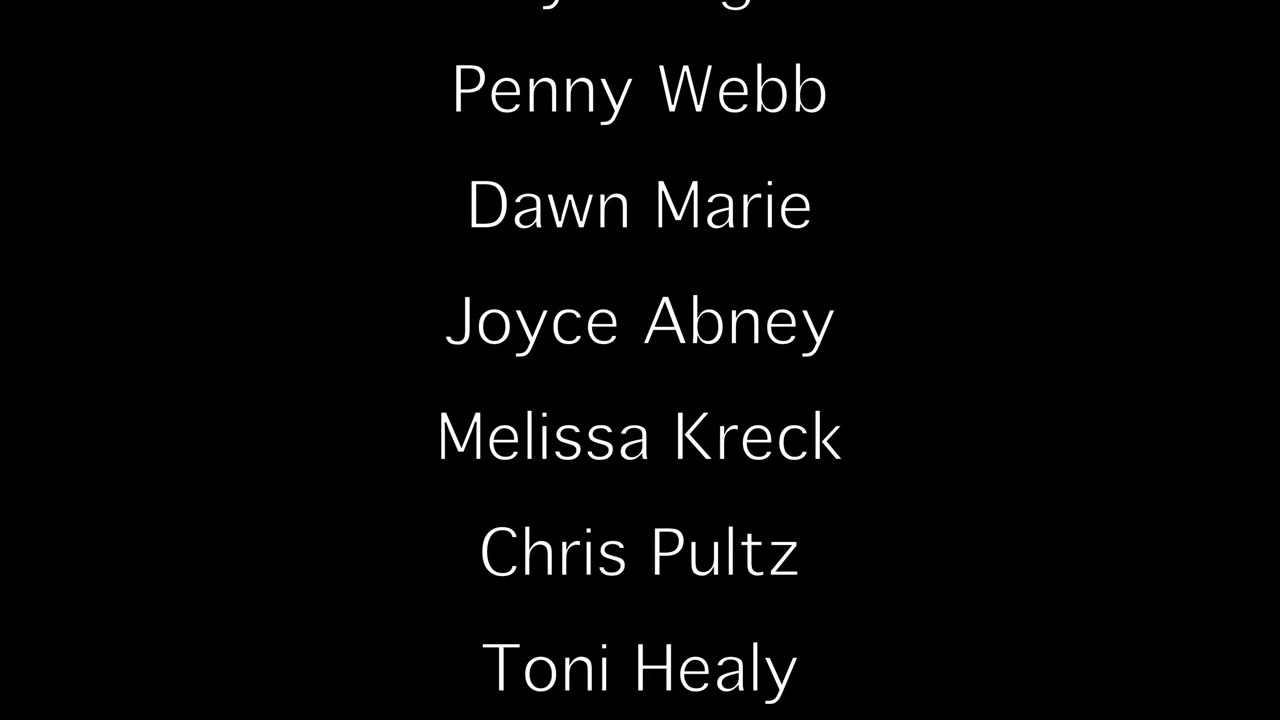 Penny Webb
Dawn Marie
Joyce Abney
Melissa Kreck
Chris Pultz
Toni Healy